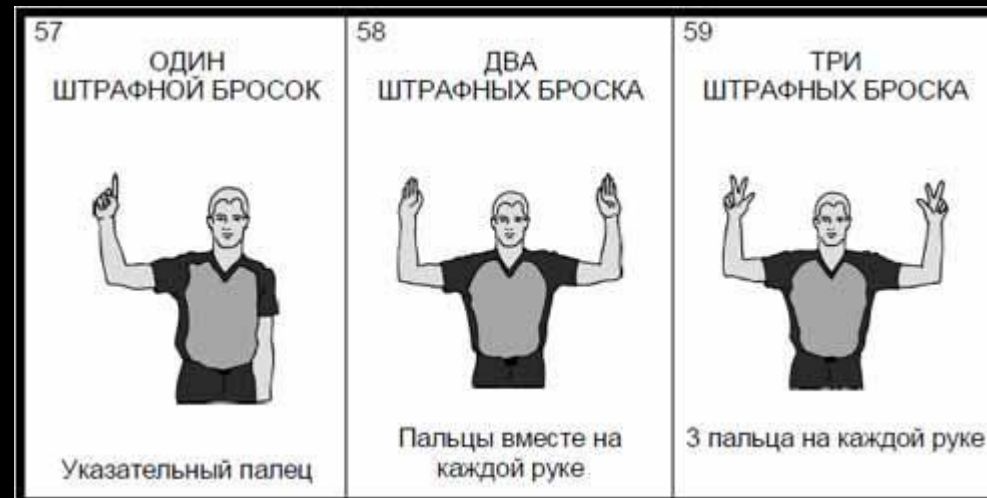 57
ОДИН
ШТРАФНОЙ БРОСОК
Указательный палец
58
ДВА
ШТРАФНЫХ БРОСКА
Пальцы вместе на
каждой руке
59
ТРИ
ШТРАФНЫХ БРОСКА
3 пальца на каждой руке